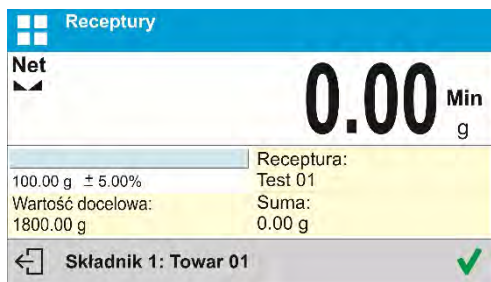 Receptury
Net
0.00 Min
g
100.00 g ± 5.00%
Wartość docelowa:
1800.00 g
Receptura:
Test 01
Suma:
0.00 g
Składnik 1: Towar 01